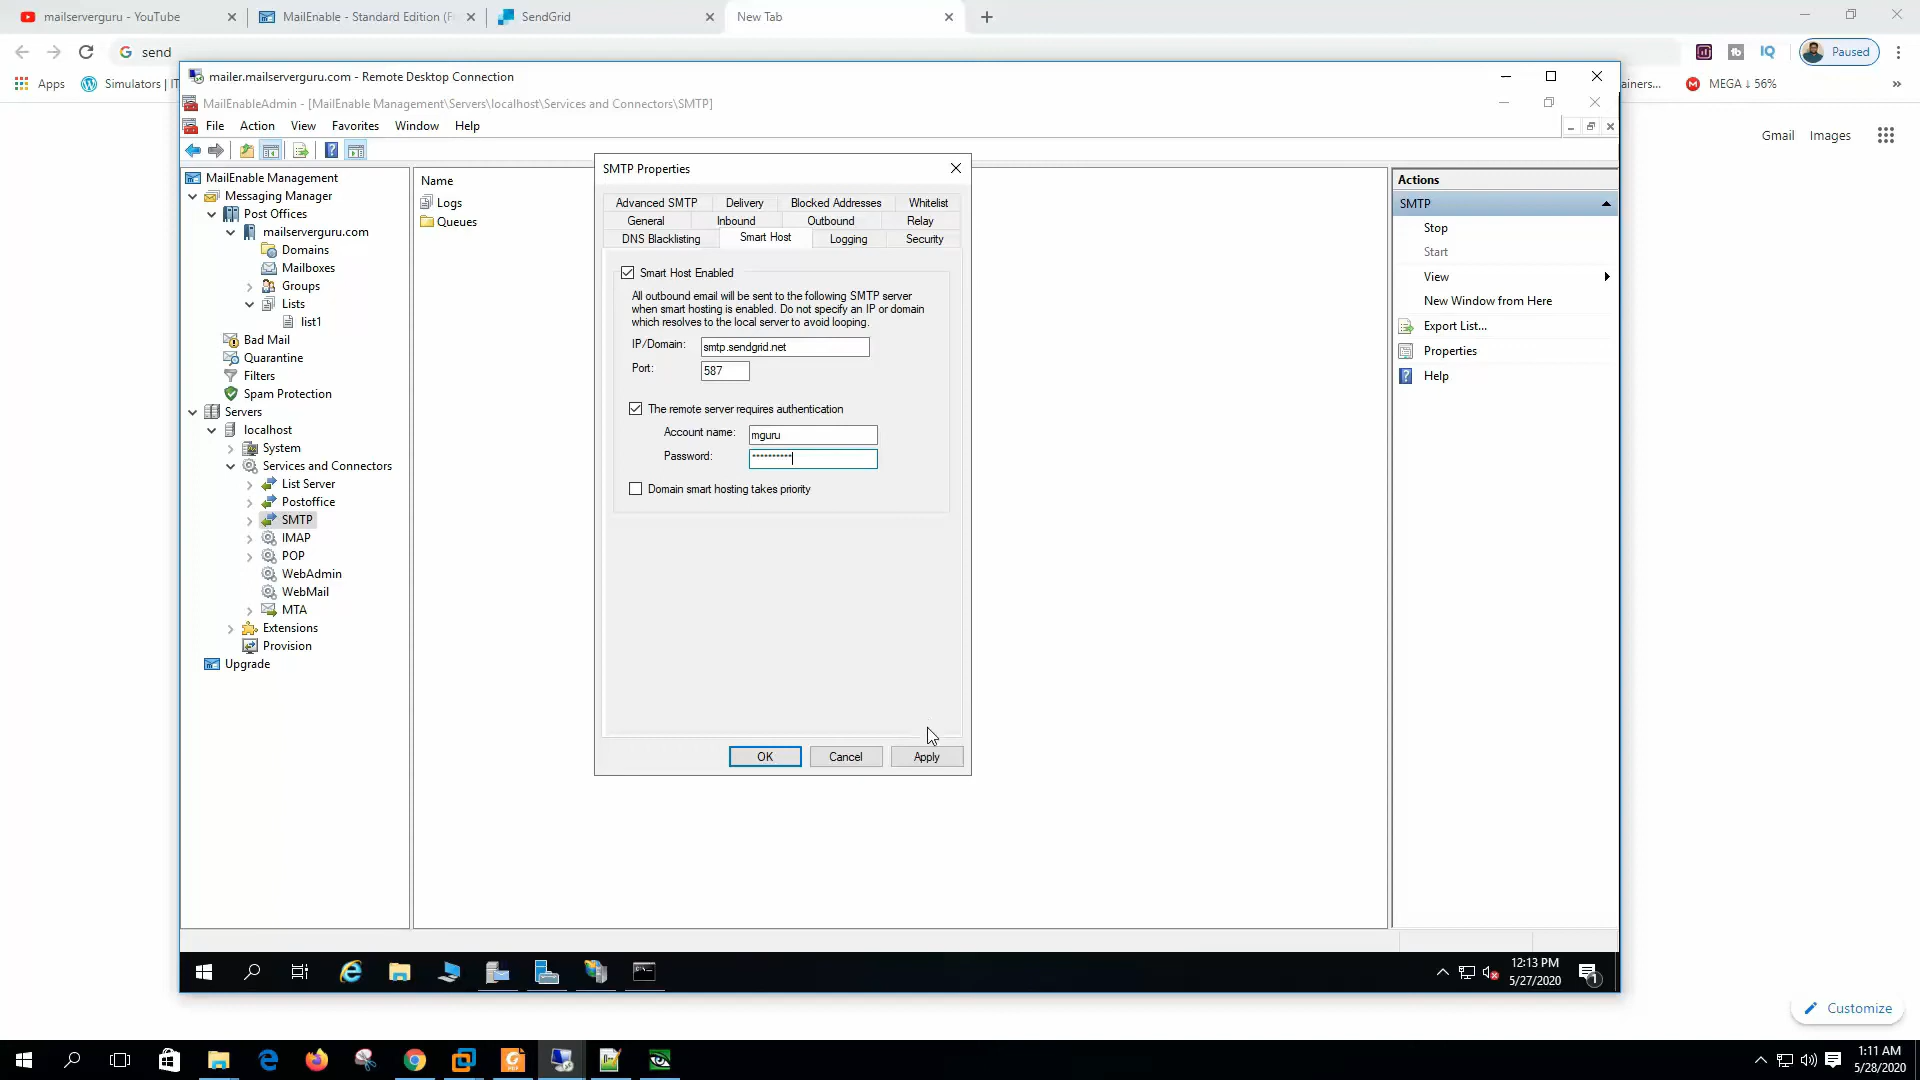 mailserverguru - YouTube
MailEnable - Standard Edition (F
SendGrid
New Tab
send
Paused
Apps
Simulators | IT
ainers...
MEGA ↓ 56%
»
Gmail
Images
mailer.mailserverguru.com - Remote Desktop Connection
MailEnableAdmin - [MailEnable Management\Servers\localhost\Services and Connectors\SMTP]
File
Action
View
Favorites
Window
Help
MailEnable Management
Messaging Manager
Post Offices
mailserverguru.com
Domains
Mailboxes
Groups
Lists
list1
Bad Mail
Quarantine
Filters
Spam Protection
Servers
localhost
System
Services and Connectors
List Server
Postoffice
SMTP
IMAP
POP
WebAdmin
WebMail
MTA
Extensions
Provision
Upgrade
Name
Logs
Queues
SMTP Properties
Advanced SMTP
Delivery
Blocked Addresses
Whitelist
General
Inbound
Outbound
Relay
DNS Blacklisting
Smart Host
Logging
Security
Smart Host Enabled
All outbound email will be sent to the following SMTP server
when smart hosting is enabled. Do not specify an IP or domain
which resolves to the local server to avoid looping.
IP/Domain:
smtp.sendgrid.net
Port:
587
The remote server requires authentication
Account name:
mguru
Password:
**********
Domain smart hosting takes priority
OK
Cancel
Apply
Actions
SMTP
Stop
Start
View
New Window from Here
Export List...
Properties
Help
12:13 PM
5/27/2020
1
Customize
1:11 AM
5/28/2020